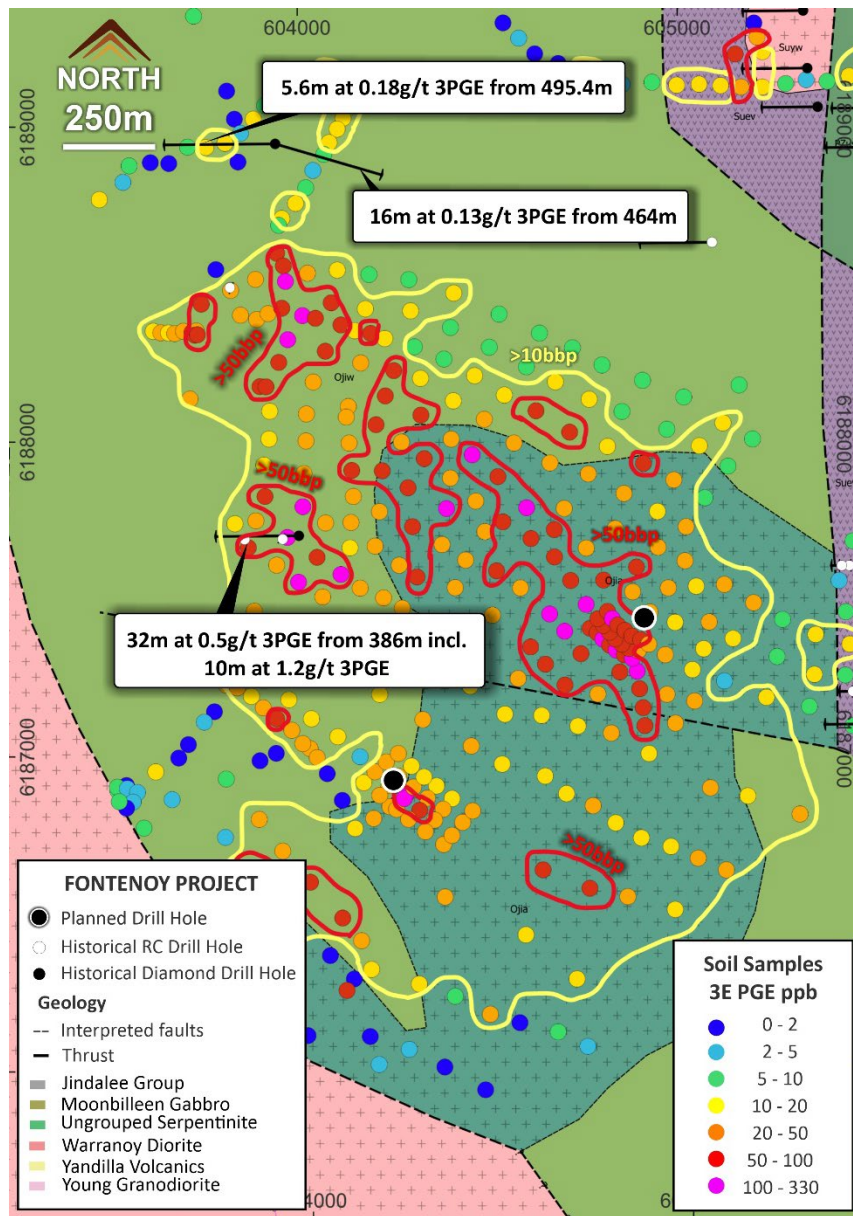 604000
605000
NORTH
250m
5.6m at 0.18g/t 3PGE from 495.4m
Suyw
Suev
6189000
6189000
16m at 0.13g/t 3PGE from 464m
>10bbp
>50bbp
Ojiw
6188000
6188000
>50bbp
>50bbp
Ojia
32m at 0.5g/t 3PGE from 386m incl.
10m at 1.2g/t 3PGE
6187000
6187000
>50bbp
Ojia
FONTENOY PROJECT
Planned Drill Hole
Historical RC Drill Hole
Historical Diamond Drill Hole
Geology
Interpreted faults
Thrust
Jindalee Group
Moonbilleen Gabbro
Ungrouped Serpentinite
Warranoy Diorite
Yandilla Volcanics
Young Granodiorite
Soil Samples
3E PGE ppb
0 - 2
2 - 5
5 - 10
10 - 20
20 - 50
50 - 100
100 - 330